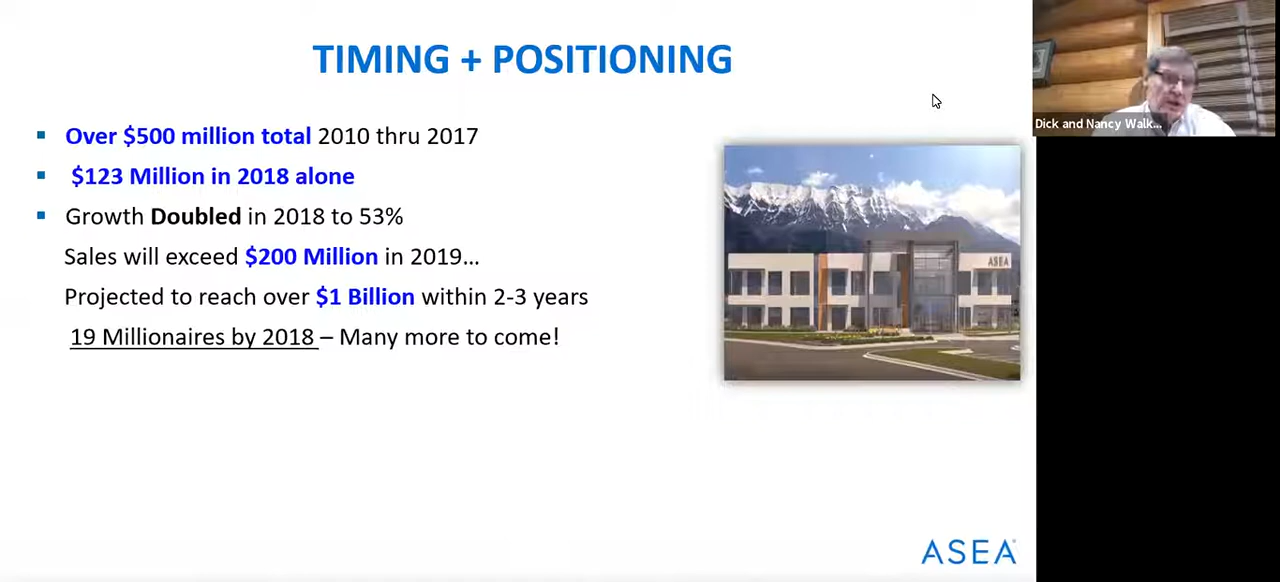 TIMING + POSITIONING
Over $500 million total 2010 thru 2017
$123 Million in 2018 alone
Growth Doubled in 2018 to 53%
Sales will exceed $200 Million in 2019...
Projected to reach over $1 Billion within 2-3 years
19 Millionaires by 2018 – Many more to come!
Dick and Nancy Walk...
ASEA
ASEA